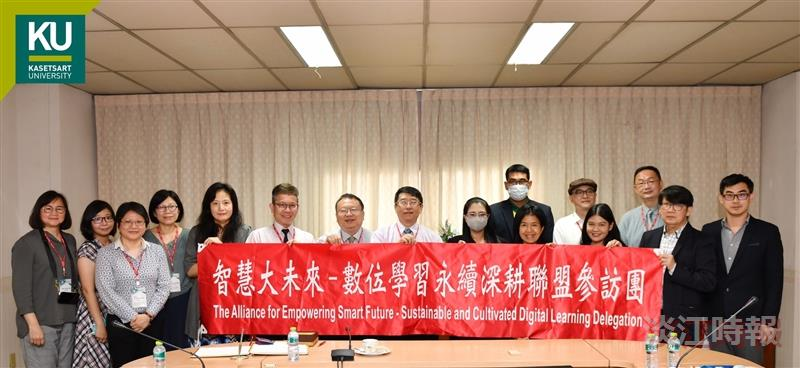 KU
KASETSART
UNIVERSITY
智慧大未來-數位學習永續深耕聯盟參訪團
The Alliance for Empowering Smart Future - Sustainable and Cultivated Digital Learning Delegation
淡江時報